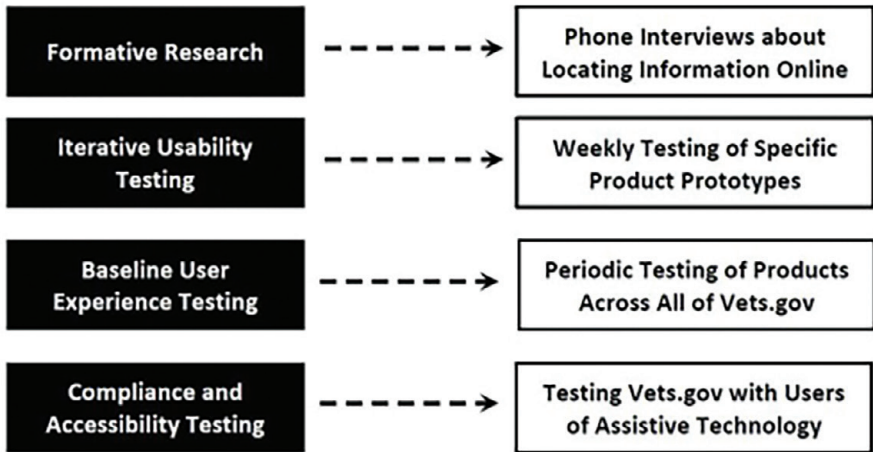 Formative Research
Phone Interviews about
Locating Information Online
Iterative Usability
Testing
Weekly Testing of Specific
Product Prototypes
Baseline User
Experience Testing
Periodic Testing of Products
Across All of Vets.gov
Compliance and
Accessibility Testing
Testing Vets.gov with Users
of Assistive Technology